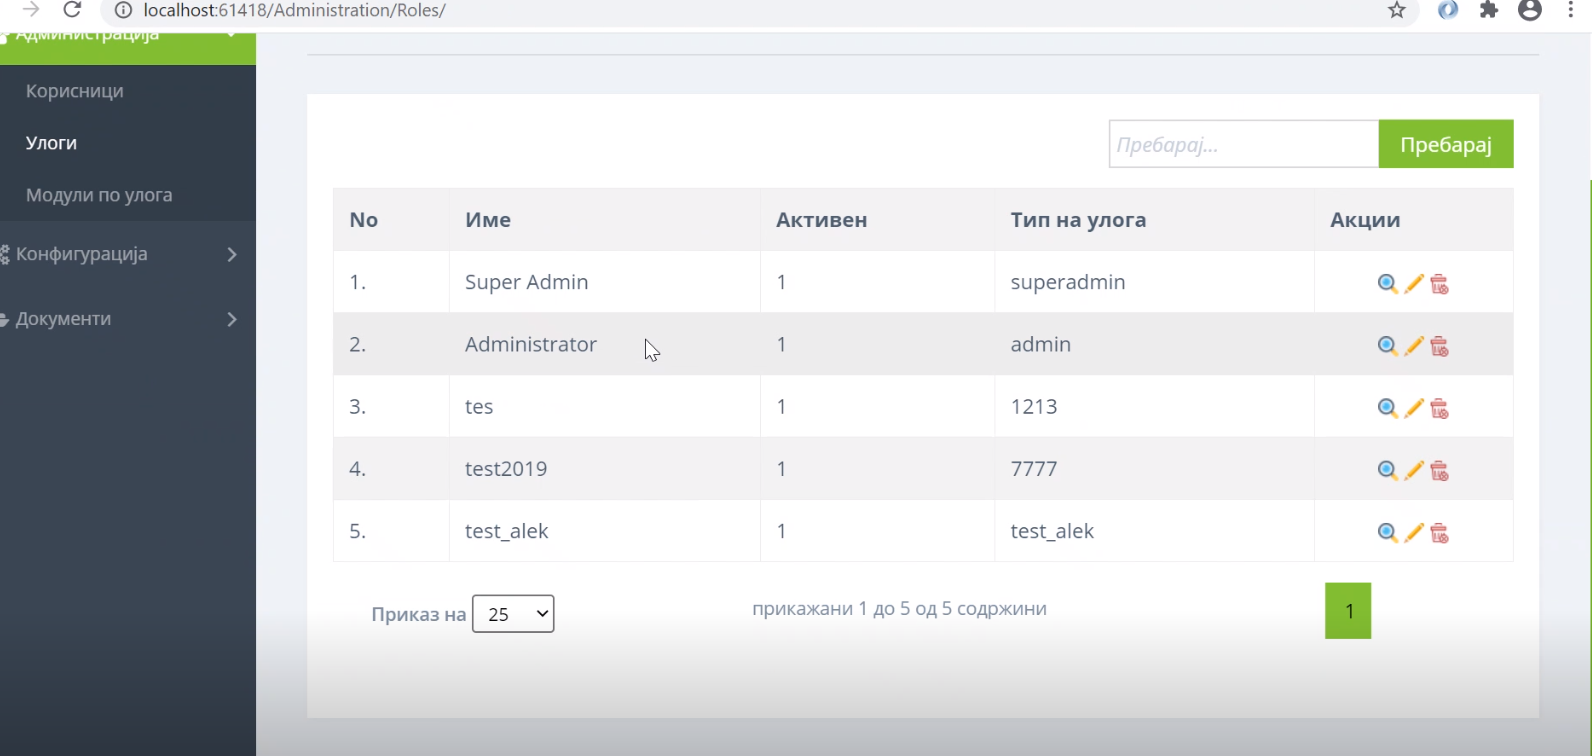 localhost:61418/Administration/Roles/
Администрација
Корисници
Улоги
Модули по улога
Конфигурација
Документи
Пребарај...
Пребарај
No Име Активен Тип на улога Акции
1. Super Admin 1 superadmin
2. Administrator 1 admin
3. tes 1 1213
4. test2019 1 7777
5. test_alek 1 test_alek
Приказ на 25 прикажани 1 до 5 од 5 содржини 1